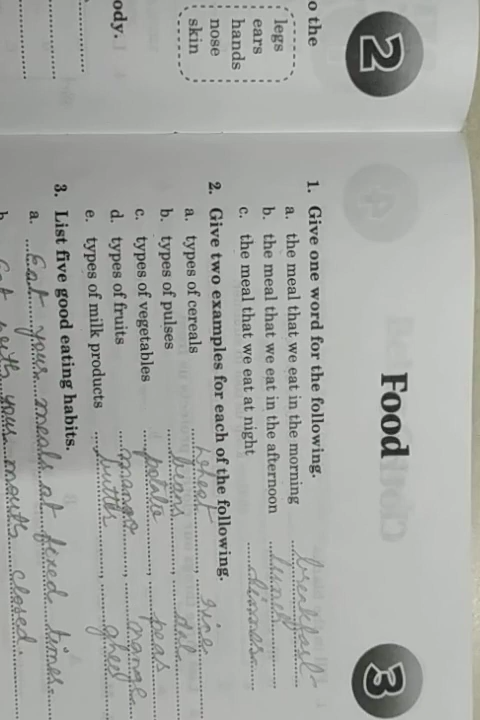 2
o the
legs
ears
hands
nose
skin
ody.
Food
3
1. Give one word for the following.
a. the meal that we eat in the morning breakfast
b. the meal that we eat in the afternoon lunch
c. the meal that we eat at night dinner
2. Give two examples for each of the following.
a. types of cereals wheat, rice
b. types of pulses beans, dal
c. types of vegetables potato, peas
d. types of fruits mango, orange
e. types of milk products butter, ghee
3. List five good eating habits.
a. Eat your meals at fixed times.
b. Eat with your mouth closed.